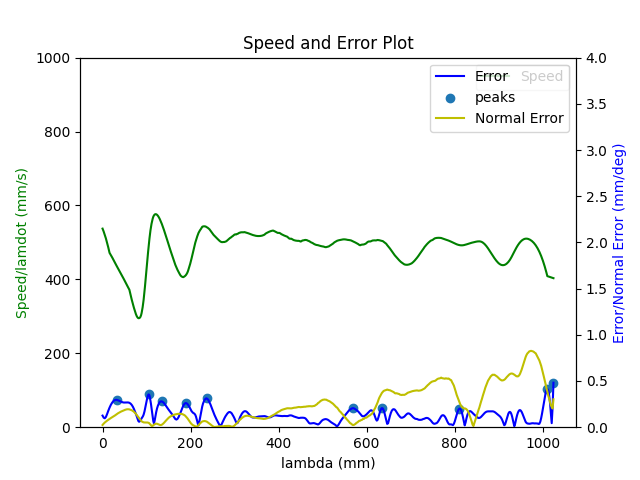 Speed and Error Plot
1000
800
600
400
200
0
4.0
3.5
3.0
2.5
2.0
1.5
1.0
0.5
0.0
Speed/lamdot (mm/s)
Error/Normal Error (mm/deg)
Error
Speed
peaks
Normal Error
0 200 400 600 800 1000
lambda (mm)